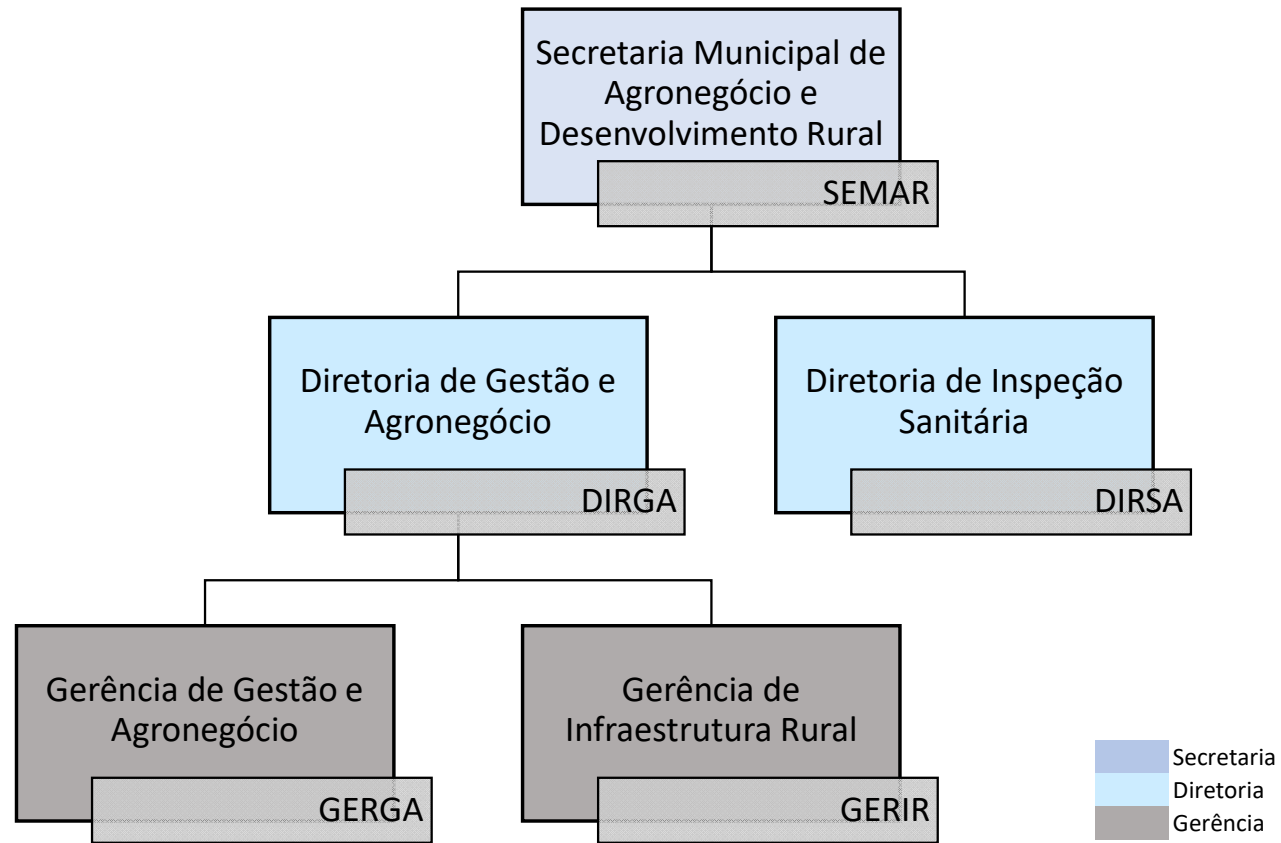 Secretaria Municipal de
Agronegócio e
Desenvolvimento Rural
SEMAR
Diretoria de Gestão e
Agronegócio
DIRGA
Diretoria de Inspeção
Sanitária
DIRSA
Gerência de Gestão e
Agronegócio
GERGA
Gerência de
Infraestrutura Rural
GERIR
Secretaria
Diretoria
Gerência